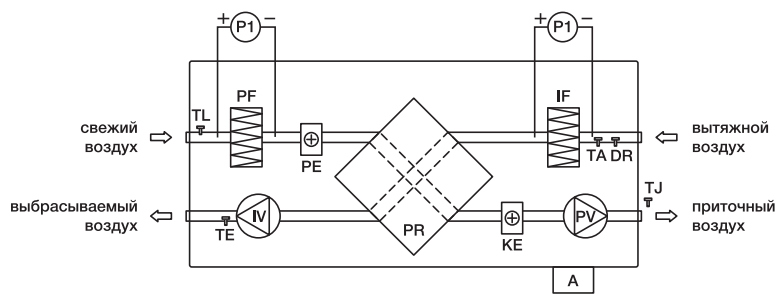 + P1 −
+ P1 −
PF
IF
TL
свежий
воздух
PE
TA DR
вытяжной
воздух
выбрасываемый
воздух
TE
IV
PR
KE
PV
TJ
приточный
воздух
A